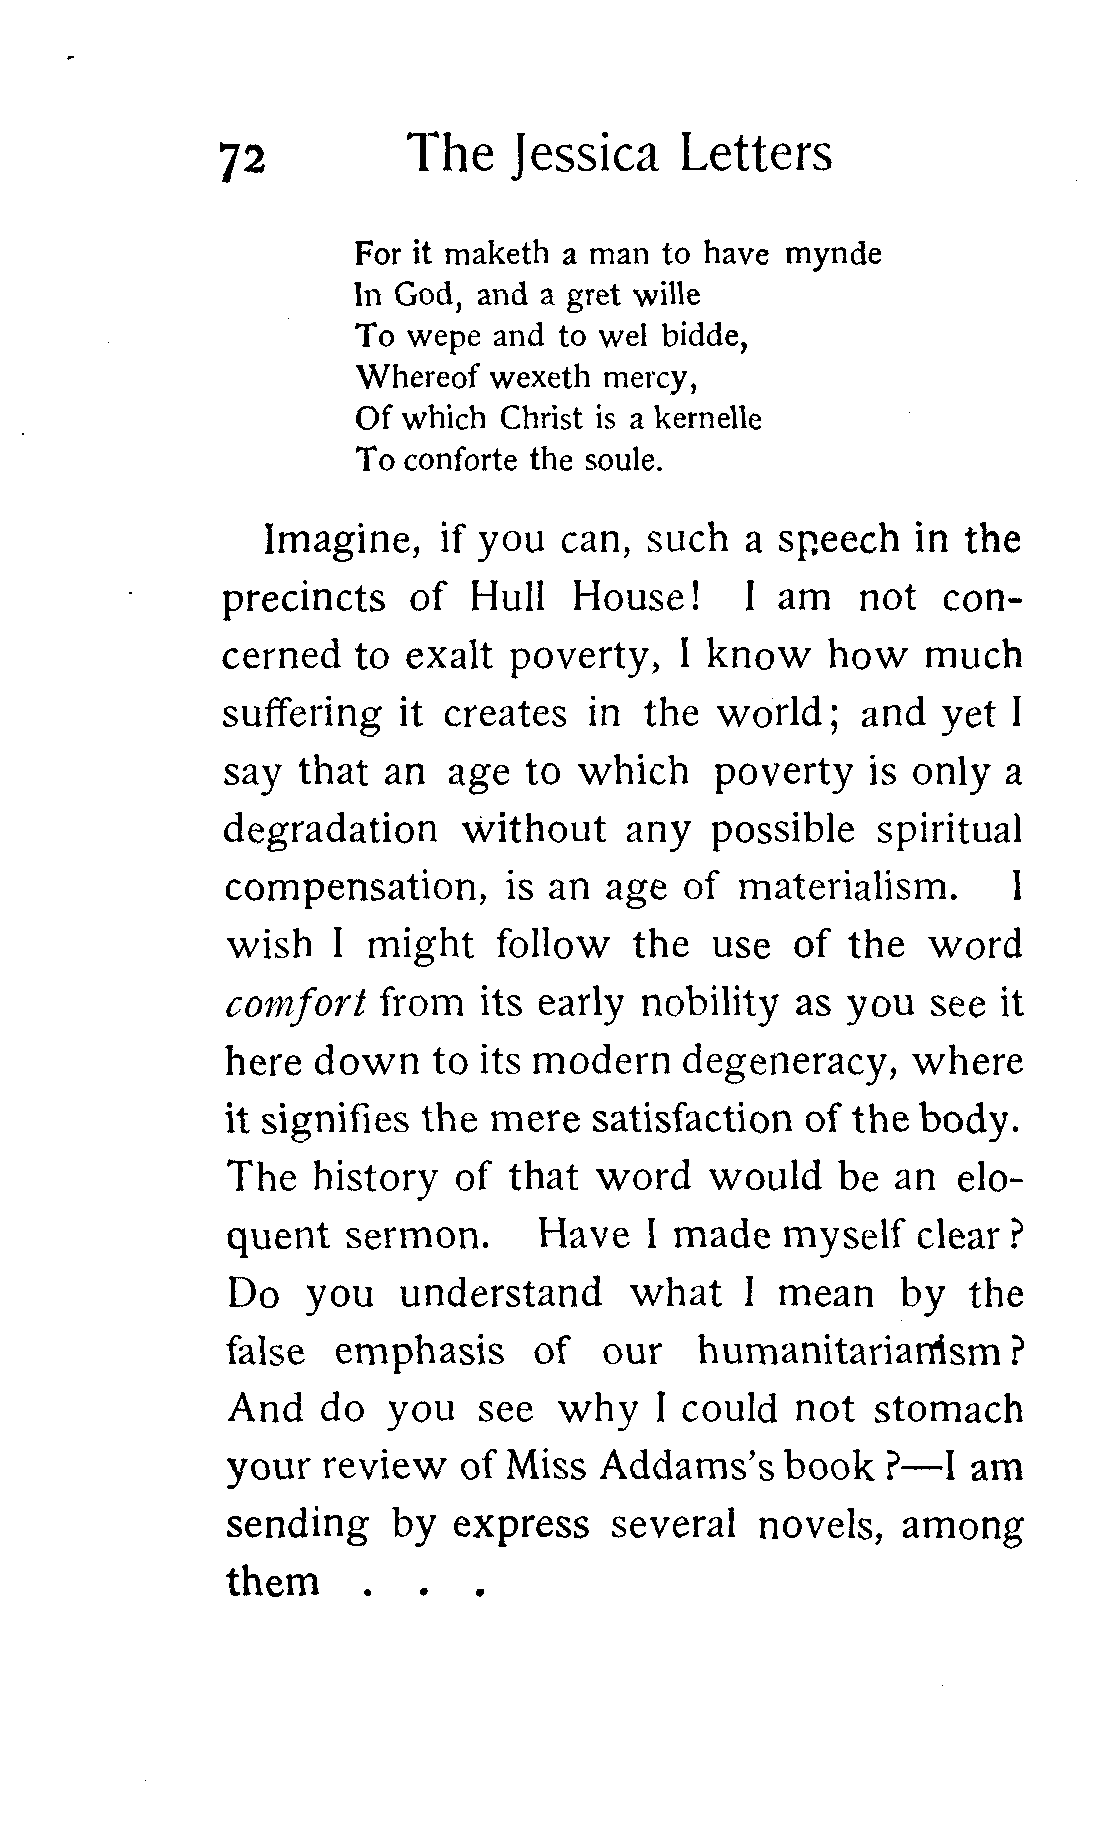 72 The Jessica Letters
For it maketh a man to have mynde
In God, and a gret wille
To wepe and to wel bidde,
Whereof wexeth mercy,
Of which Christ is a kernelle
To conforte the soule.
Imagine, if you can, such a speech in the
precincts of Hull House! I am not con-
cerned to exalt poverty, I know how much
suffering it creates in the world; and yet I
say that an age to which poverty is only a
degradation without any possible spiritual
compensation, is an age of materialism. I
wish I might follow the use of the word
comfort from its early nobility as you see it
here down to its modern degeneracy, where
it signifies the mere satisfaction of the body.
The history of that word would be an elo-
quent sermon. Have I made myself clear?
Do you understand what I mean by the
false emphasis of our humanitarianism?
And do you see why I could not stomach
your review of Miss Addams's book?—I am
sending by express several novels, among
them . . .